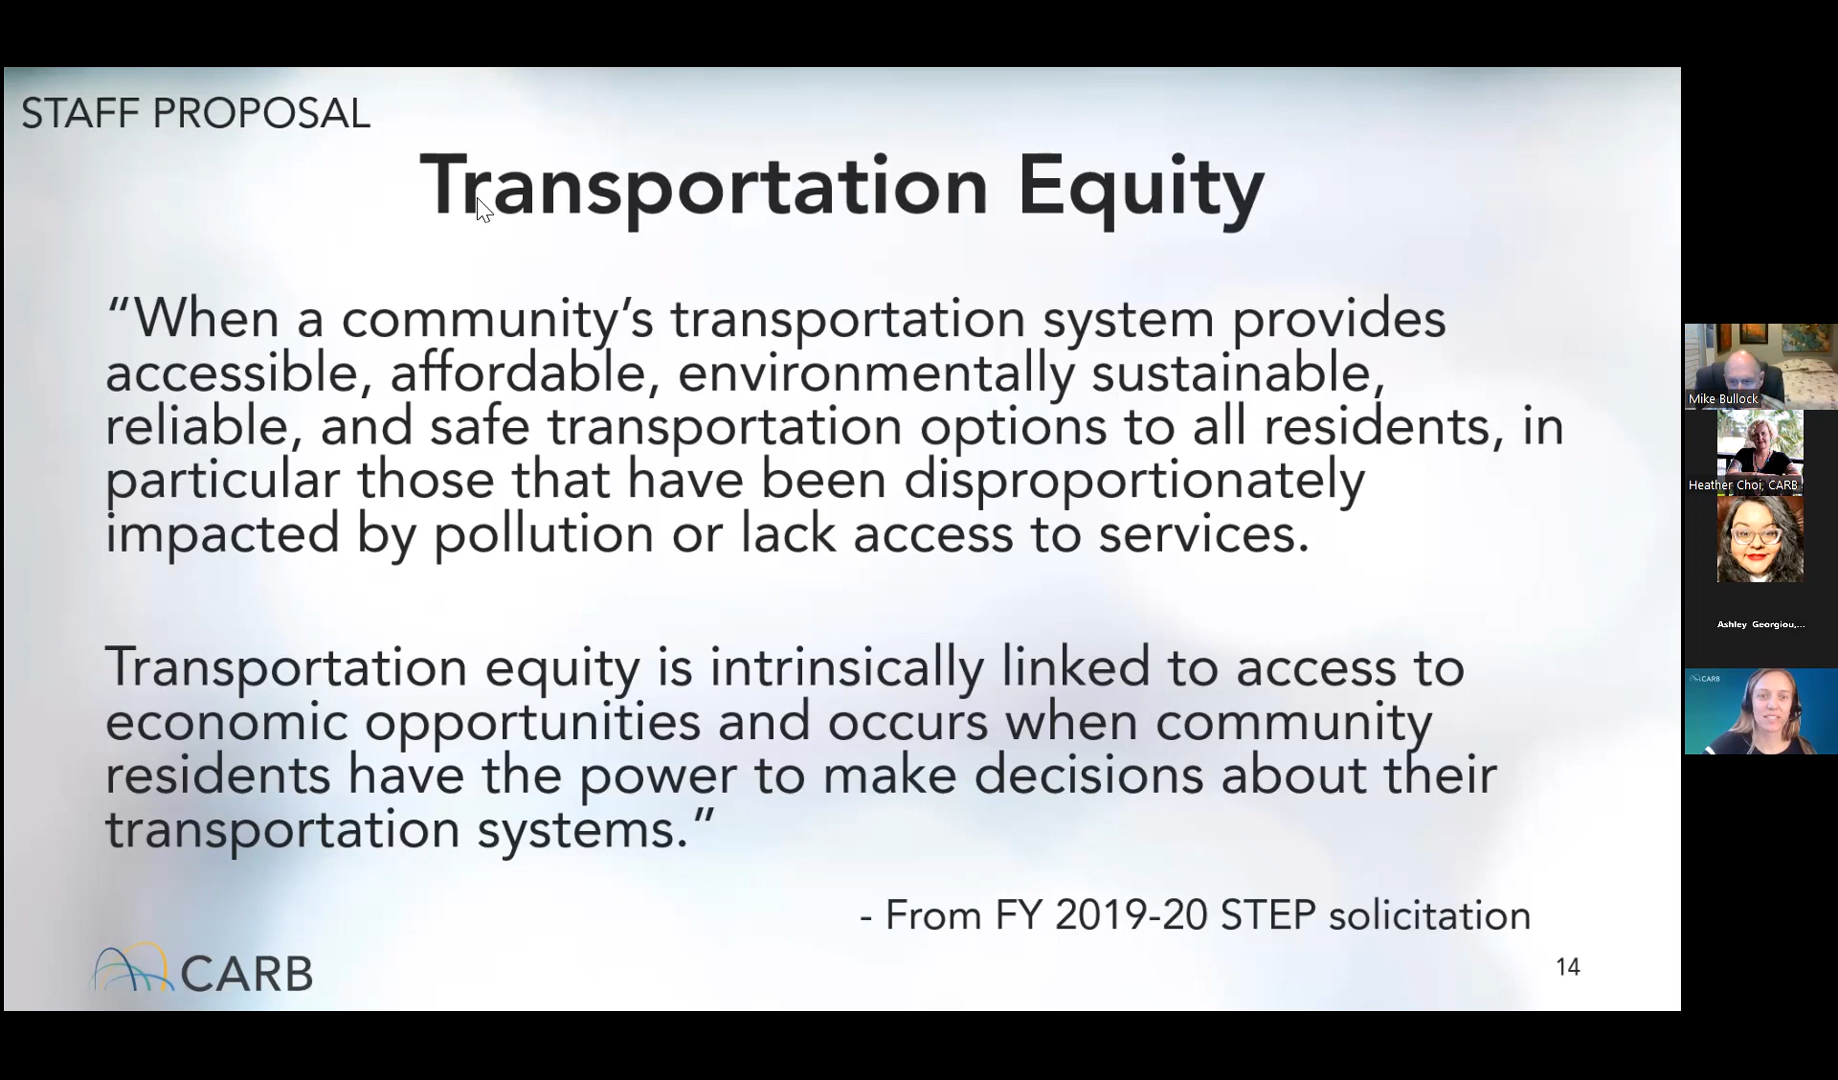 STAFF PROPOSAL
Transportation Equity
“When a community’s transportation system provides
accessible, affordable, environmentally sustainable,
reliable, and safe transportation options to all residents, in
particular those that have been disproportionately
impacted by pollution or lack access to services.
Transportation equity is intrinsically linked to access to
economic opportunities and occurs when community
residents have the power to make decisions about their
transportation systems.”
- From FY 2019-20 STEP solicitation
CARB
14
Mike Bullock
Heather Choi, CARB
Ashley Georgiou,...
CARB